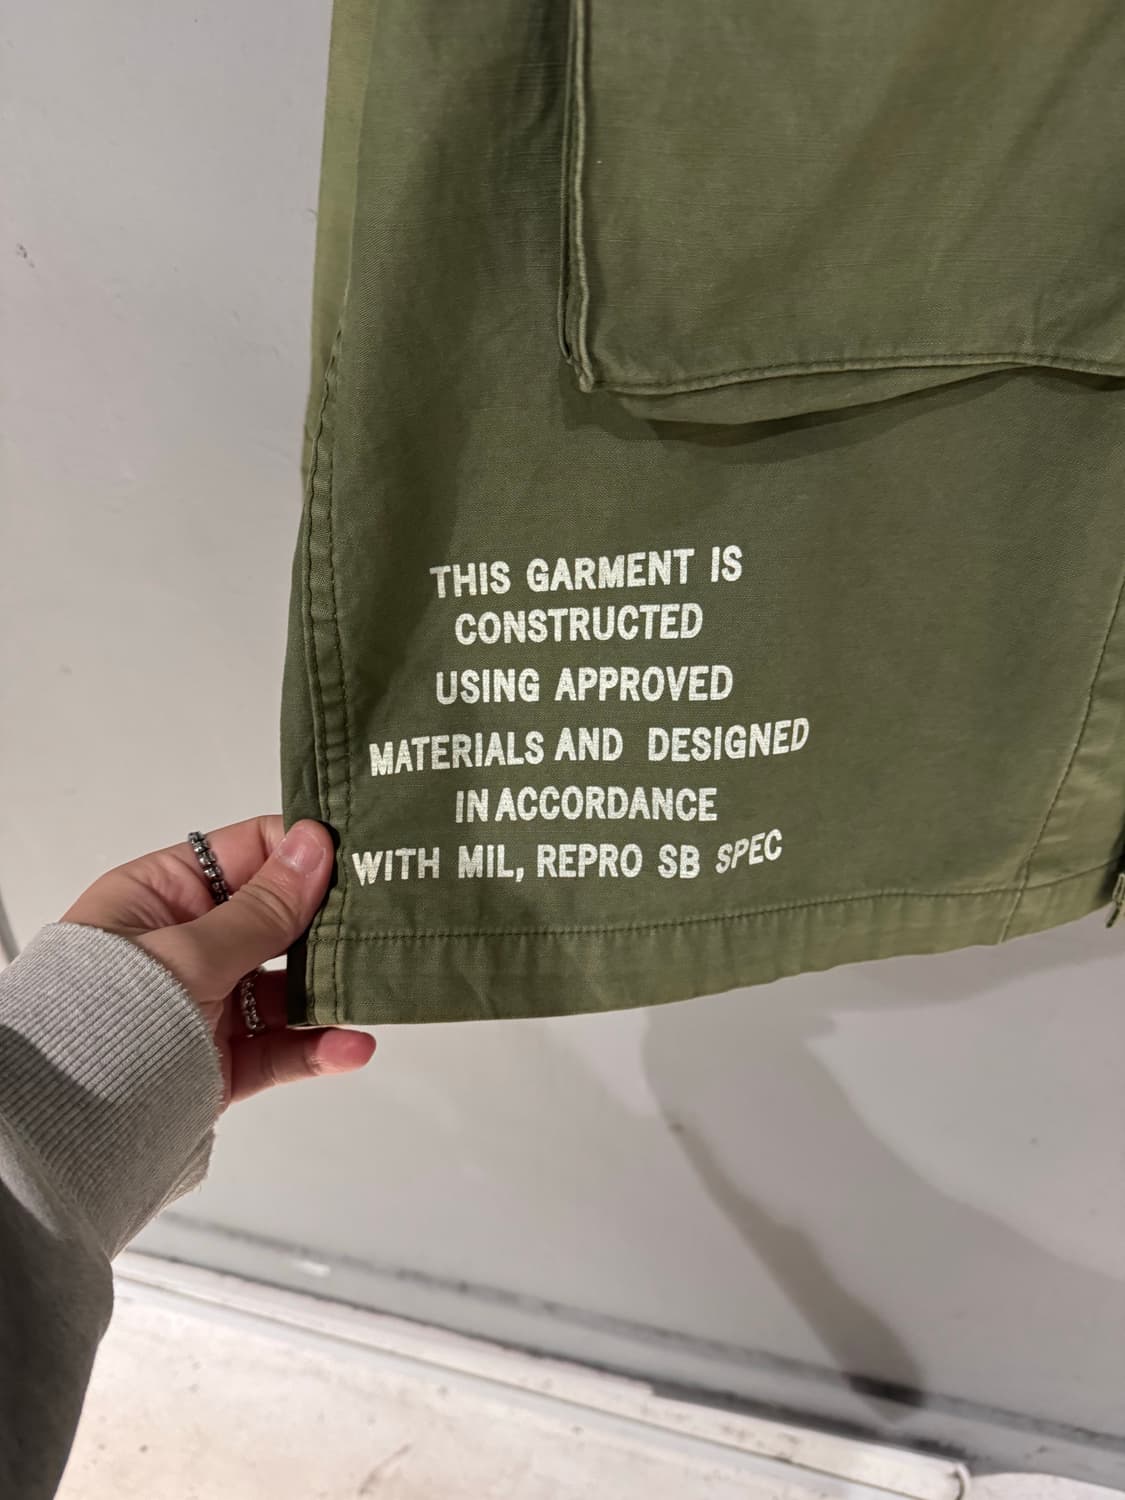 THIS GARMENT IS
CONSTRUCTED
USING APPROVED
MATERIALS AND DESIGNED
IN ACCORDANCE
WITH MIL, REPRO SB SPEC